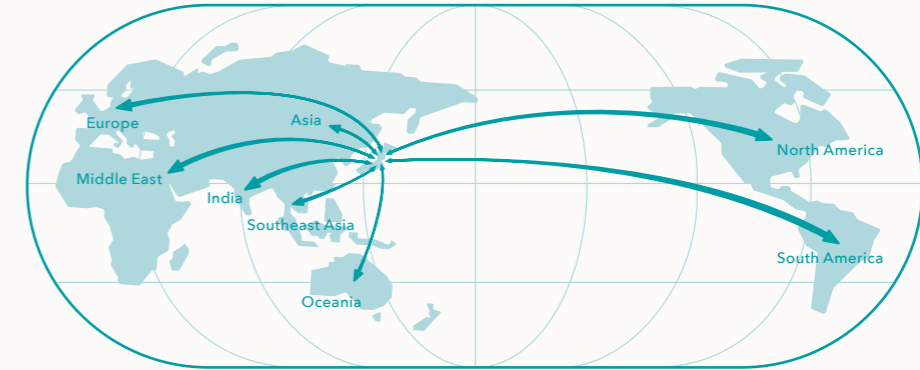 Europe
Asia
North America
Middle East
India
Southeast Asia
South America
Oceania